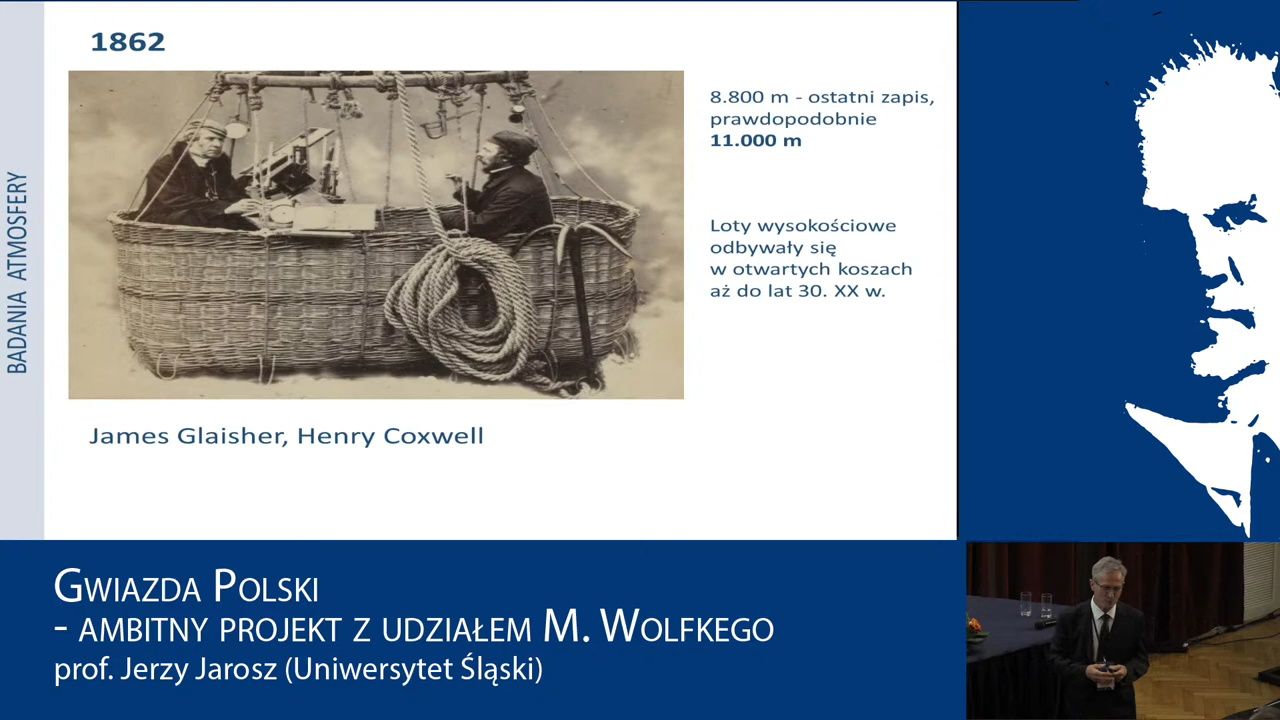 BADANIA ATMOSFERY
1862
8.800 m - ostatni zapis,
prawdopodobnie
11.000 m
Loty wysokościowe
odbywały się
w otwartych koszach
aż do lat 30. XX w.
James Glaisher, Henry Coxwell
GWIAZDA POLSKI
- AMBITNY PROJEKT Z UDZIAŁEM M. WOLFKEGO
prof. Jerzy Jarosz (Uniwersytet Śląski)